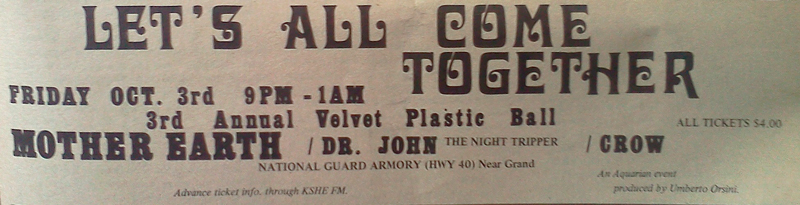 LET'S ALL COME
TOGETHER
FRIDAY OCT. 3rd 9PM - 1AM
3rd Annual Velvet Plastic Ball
ALL TICKETS $4.00
MOTHER EARTH / DR. JOHN THE NIGHT TRIPPER / CROW
NATIONAL GUARD ARMORY (HWY 40) Near Grand
An Aquarian event
produced by Umberto Orsini.
Advance ticket info. through KSHE FM.